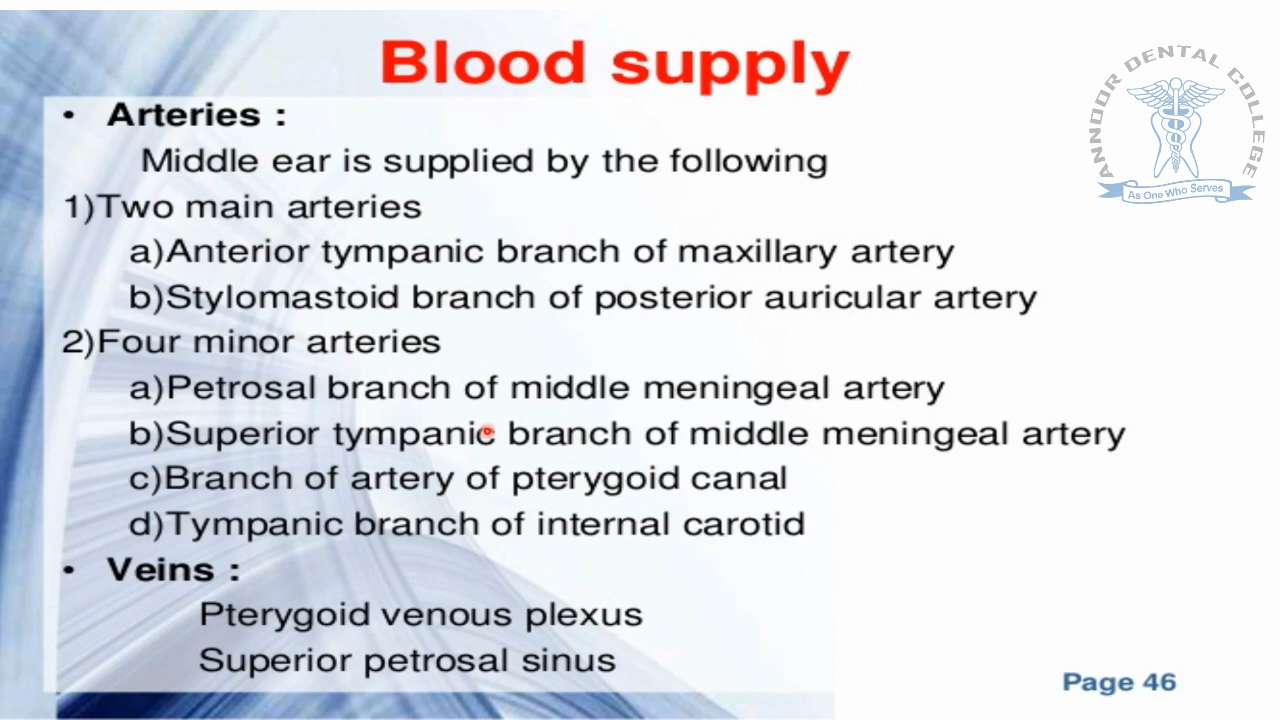 Blood supply
• Arteries :
Middle ear is supplied by the following
1)Two main arteries
a)Anterior tympanic branch of maxillary artery
b)Stylomastoid branch of posterior auricular artery
2)Four minor arteries
a)Petrosal branch of middle meningeal artery
b)Superior tympanic branch of middle meningeal artery
c)Branch of artery of pterygoid canal
d)Tympanic branch of internal carotid
• Veins :
Pterygoid venous plexus
Superior petrosal sinus
Page 46
ANNOOR DENTAL COLLEGE
As One Who Serves